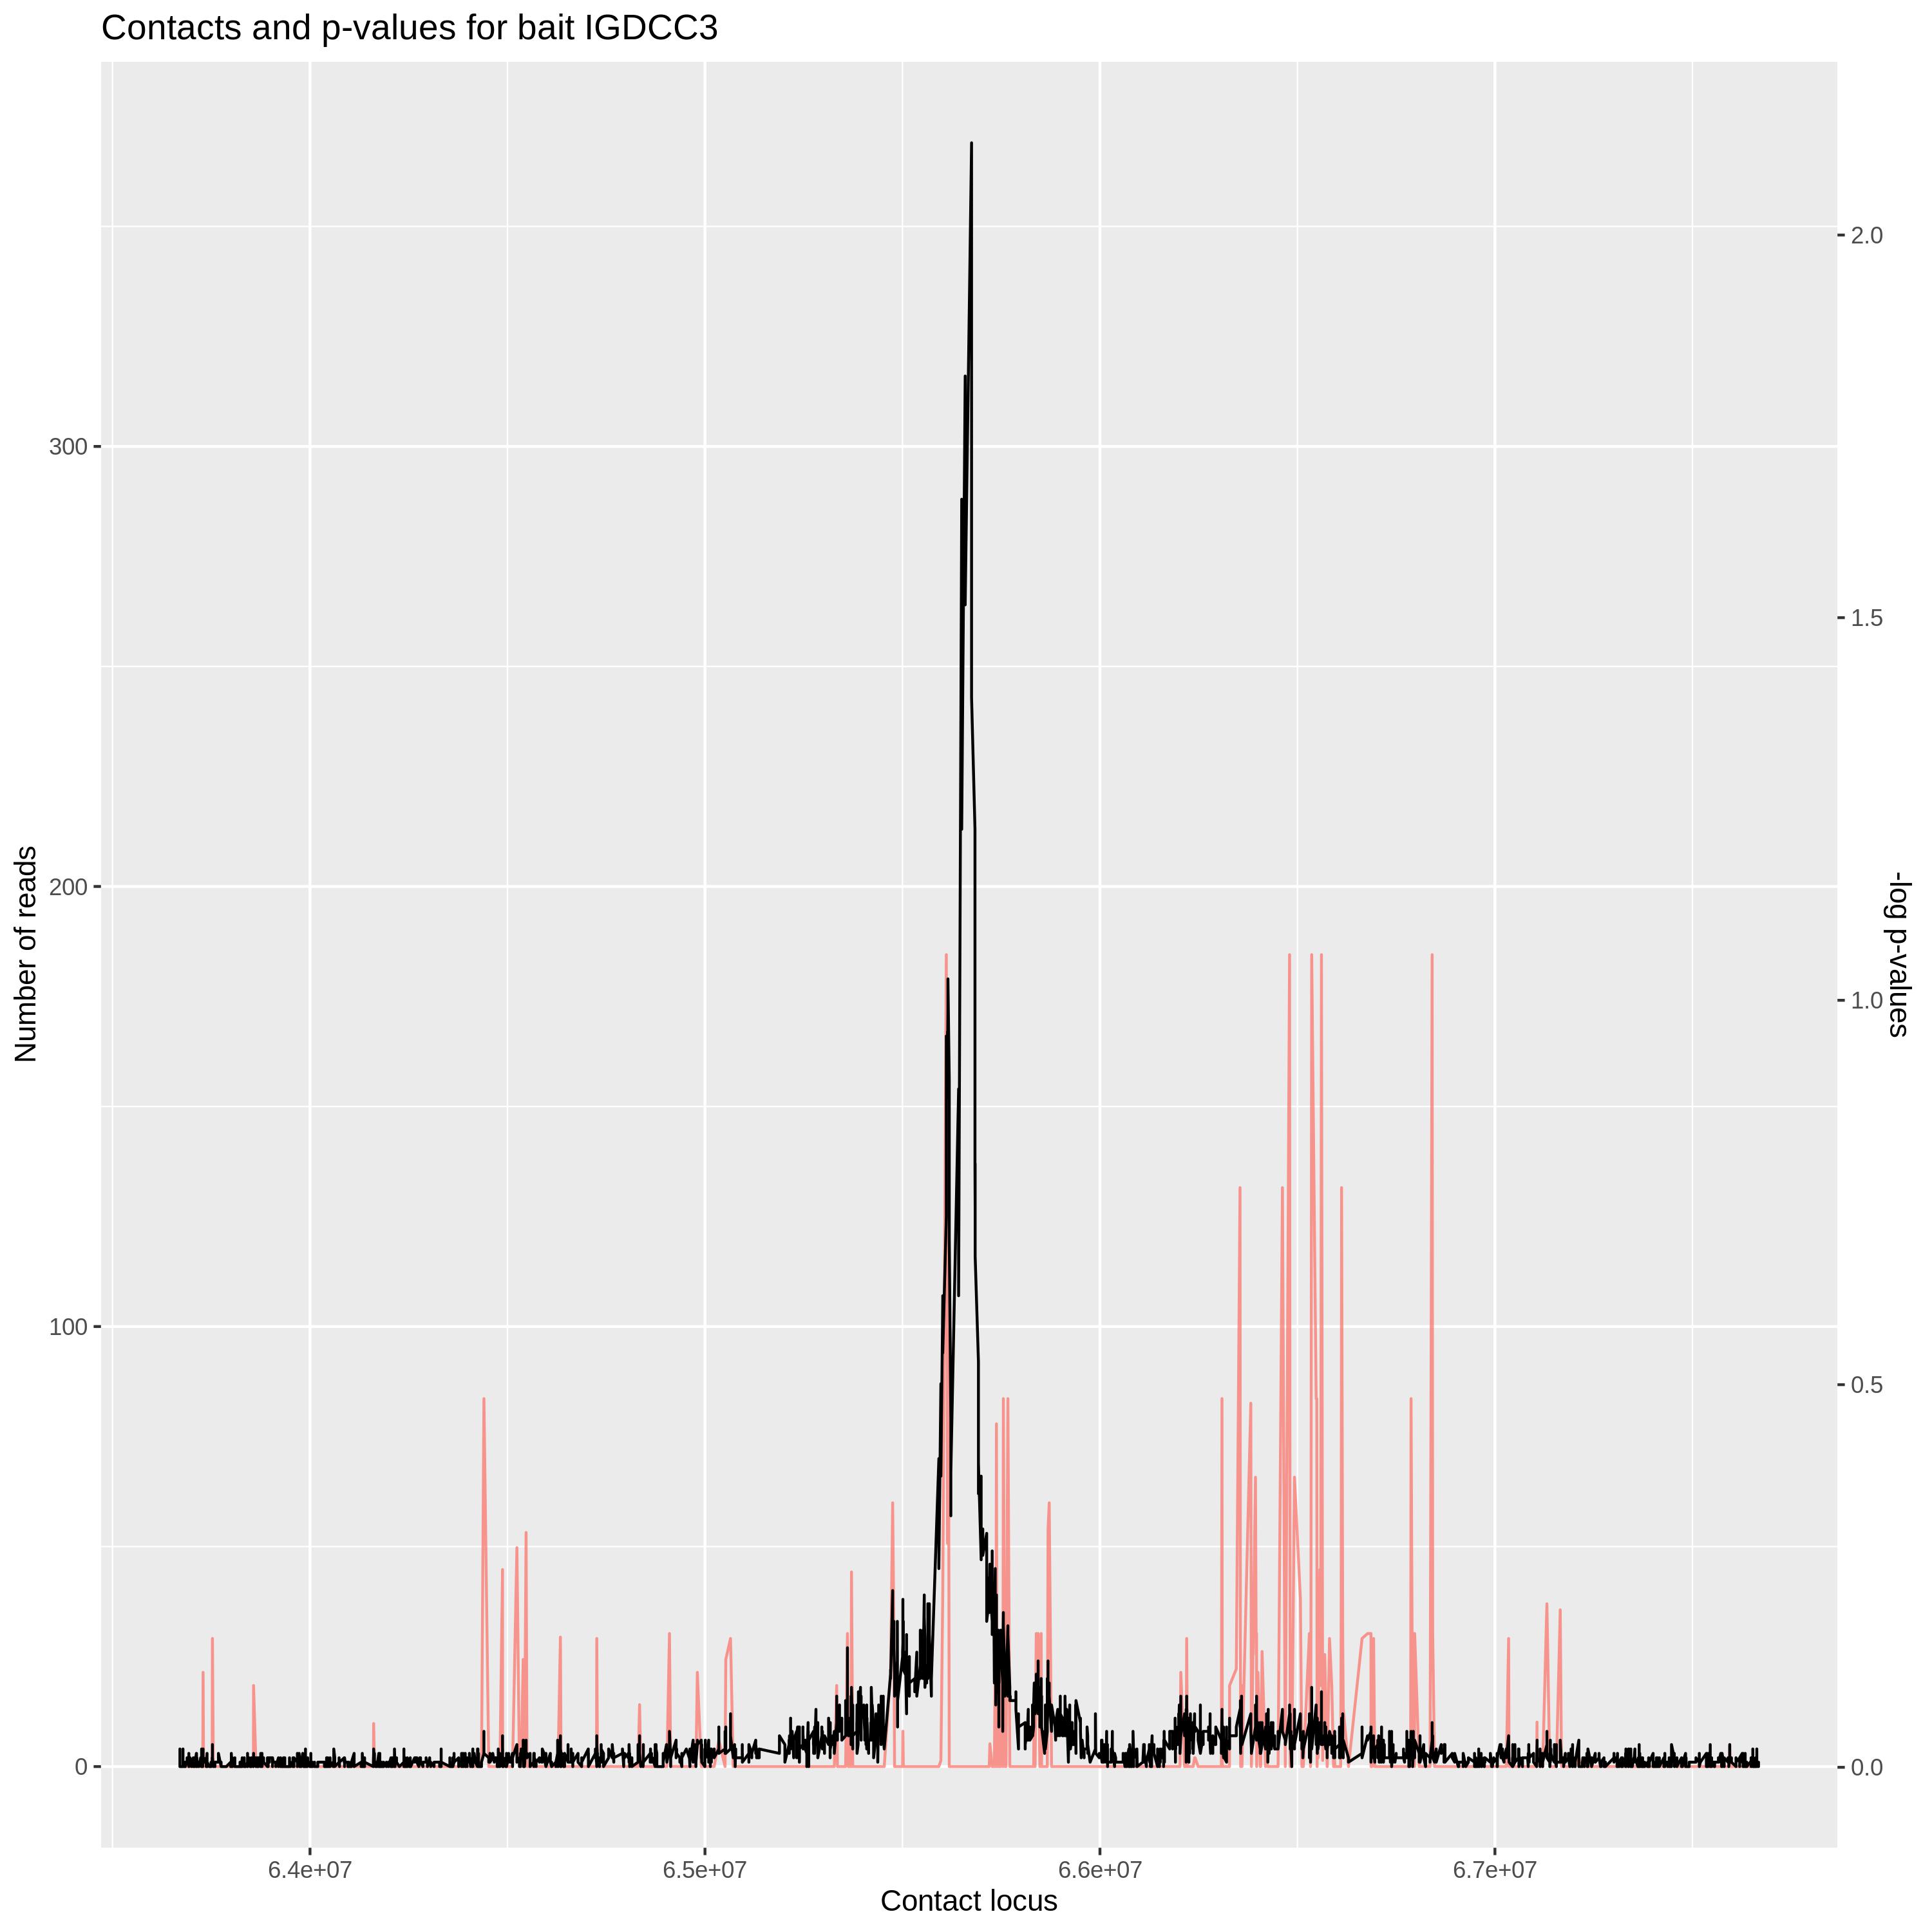 Contacts and p-values for bait IGDCC3
300
200
100
0
Number of reads
2.0
1.5
1.0
0.5
0.0
-log p-values
6.4e+07
6.5e+07
6.6e+07
6.7e+07
Contact locus